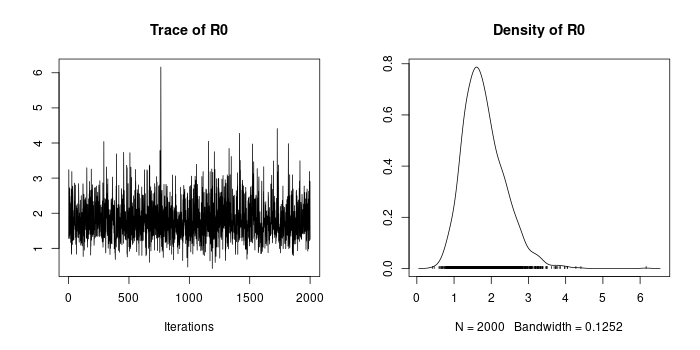 Trace of R0
6
5
4
3
2
1
0 500 1000 1500 2000
Iterations
Density of R0
0.8
0.6
0.4
0.2
0.0
0 1 2 3 4 5 6
N = 2000 Bandwidth = 0.1252